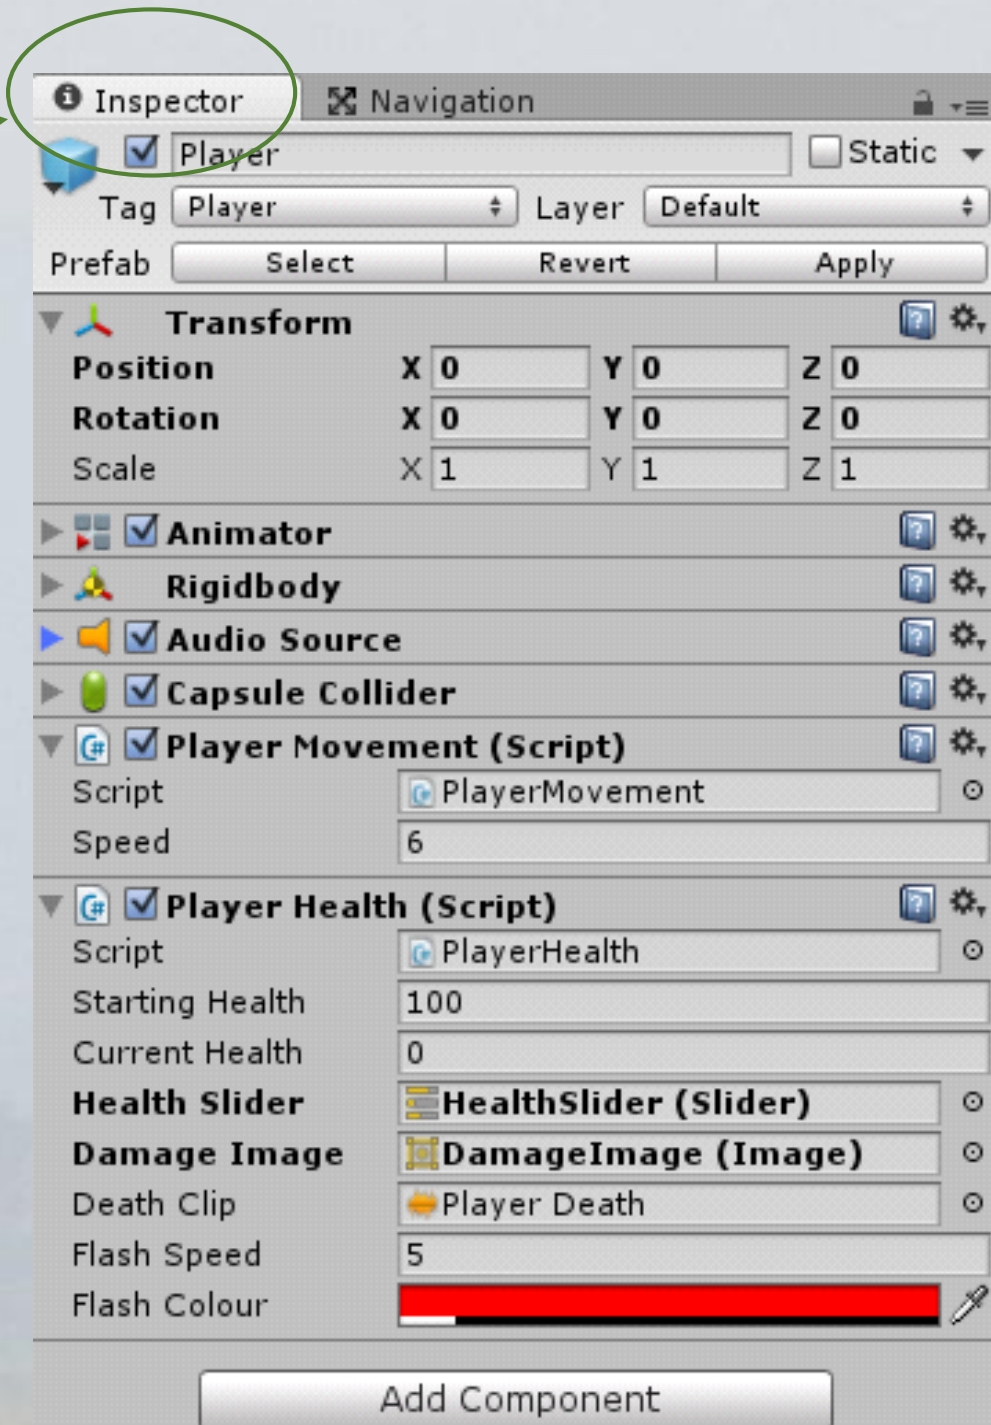 Inspector Navigation
Player Static
Tag Player Layer Default
Prefab Select Revert Apply
Transform
Position X 0 Y 0 Z 0
Rotation X 0 Y 0 Z 0
Scale X 1 Y 1 Z 1
Animator
Rigidbody
Audio Source
Capsule Collider
C# Player Movement (Script)
Script PlayerMovement
Speed 6
C# Player Health (Script)
Script PlayerHealth
Starting Health 100
Current Health 0
Health Slider HealthSlider (Slider)
Damage Image DamageImage (Image)
Death Clip Player Death
Flash Speed 5
Flash Colour
Add Component